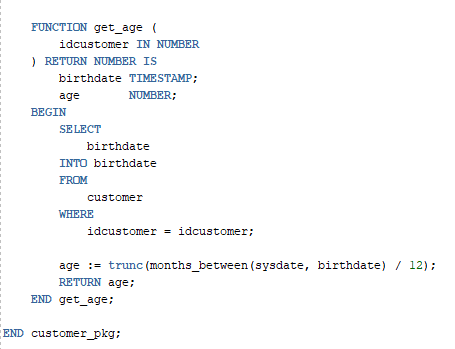 FUNCTION get_age (
idcustomer IN NUMBER
) RETURN NUMBER IS
birthdate TIMESTAMP;
age NUMBER;
BEGIN
SELECT
birthdate
INTO birthdate
FROM
customer
WHERE
idcustomer = idcustomer;
age := trunc(months_between(sysdate, birthdate) / 12);
RETURN age;
END get_age;
END customer_pkg;